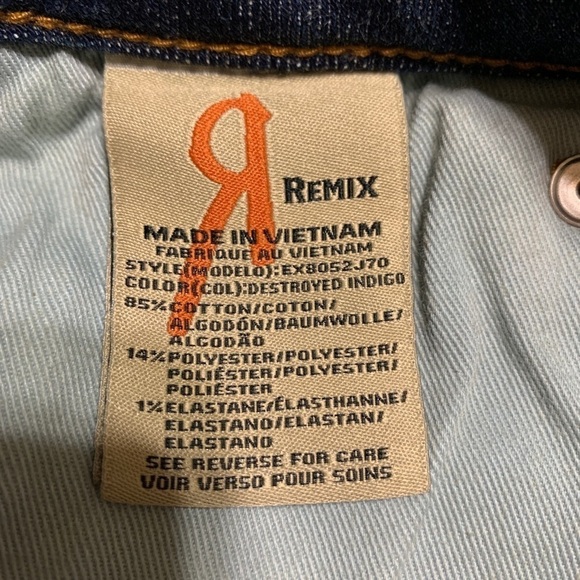 R
REMIX
MADE IN VIETNAM
FABRIQUE AU VIETNAM
STYLE(MODELO):EX8052J70
COLOR(COL):DESTROYED INDIGO
85%COTTON/COTON/
ALGODÓN/BAUMWOLLE/
ALGODÃO
14%POLYESTER/POLYESTER/
POLIÉSTER/POLYESTER/
POLIÉSTER
1%ELASTANE/ÉLASTHANNE/
ELASTANO/ELASTAN/
ELASTANO
SEE REVERSE FOR CARE
VOIR VERSO POUR SOINS